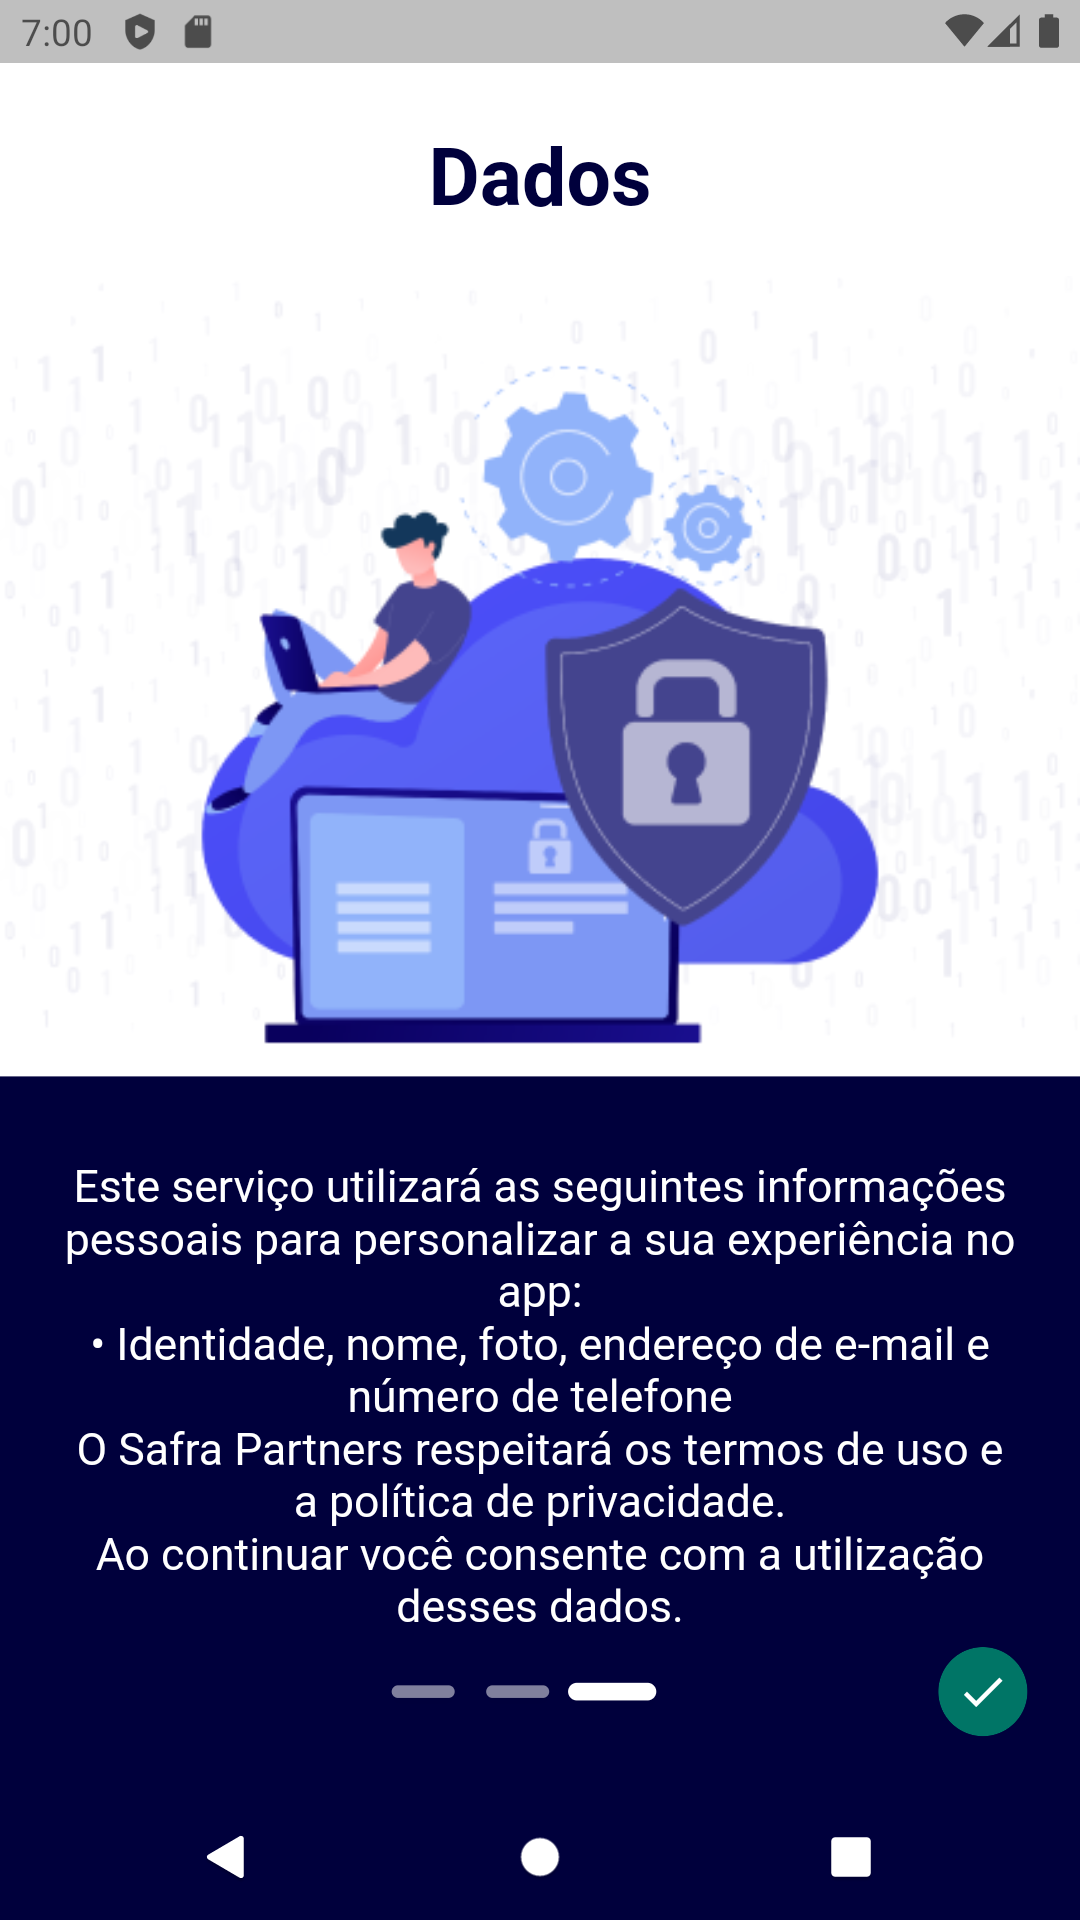 7:00
Dados
Este serviço utilizará as seguintes informações
pessoais para personalizar a sua experiência no
app:
• Identidade, nome, foto, endereço de e-mail e
número de telefone
O Safra Partners respeitará os termos de uso e
a política de privacidade.
Ao continuar você consente com a utilização
desses dados.